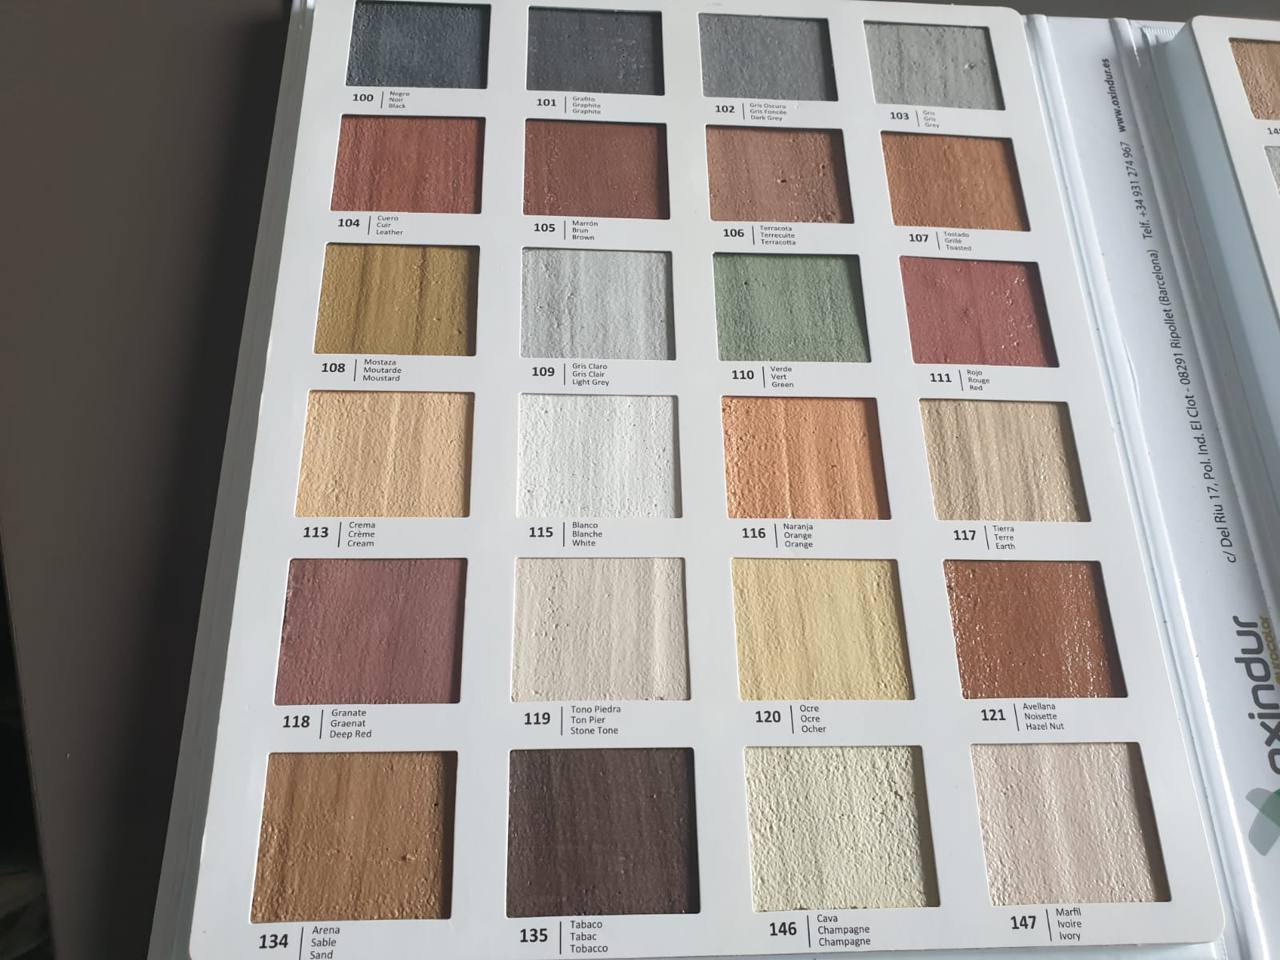 100
Negro
Noir
Black
101
Grafito
Graphite
Graphite
102
Gris Oscuro
Gris Foncée
Dark Grey
103
Gris
Gris
Grey
104
Cuero
Cuir
Leather
105
Marrón
Brun
Brown
106
Terracota
Terrecuite
Terracotta
107
Tostado
Grillé
Toasted
108
Mostaza
Moutarde
Moustard
109
Gris Claro
Gris Clair
Light Grey
110
Verde
Vert
Green
111
Rojo
Rouge
Red
113
Crema
Crème
Cream
115
Blanco
Blanche
White
116
Naranja
Orange
Orange
117
Tierra
Terre
Earth
118
Granate
Graenat
Deep Red
119
Tono Piedra
Ton Pier
Stone Tone
120
Ocre
Ocre
Ocher
121
Avellana
Noisette
Hazel Nut
134
Arena
Sable
Sand
135
Tabaco
Tabac
Tobacco
146
Cava
Champagne
Champagne
147
Marfil
Ivoire
Ivory
c/ Del Riu 17, Pol. Ind. El Clot - 08291 Ripollet (Barcelona) Telf. +34 931 274 967 www.oxindur.es
oxindur